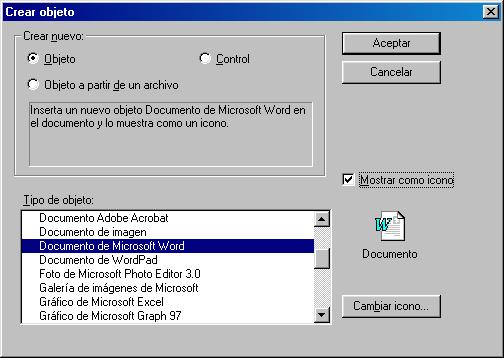 Crear objeto
Crear nuevo:
Objeto
Control
Objeto a partir de un archivo
Inserta un nuevo objeto Documento de Microsoft Word en
el documento y lo muestra como un icono.
Aceptar
Cancelar
Mostrar como icono
Tipo de objeto:
Documento Adobe Acrobat
Documento de imagen
Documento de Microsoft Word
Documento de WordPad
Foto de Microsoft Photo Editor 3.0
Galería de imágenes de Microsoft
Gráfico de Microsoft Excel
Gráfico de Microsoft Graph 97
W
Documento
Cambiar icono...